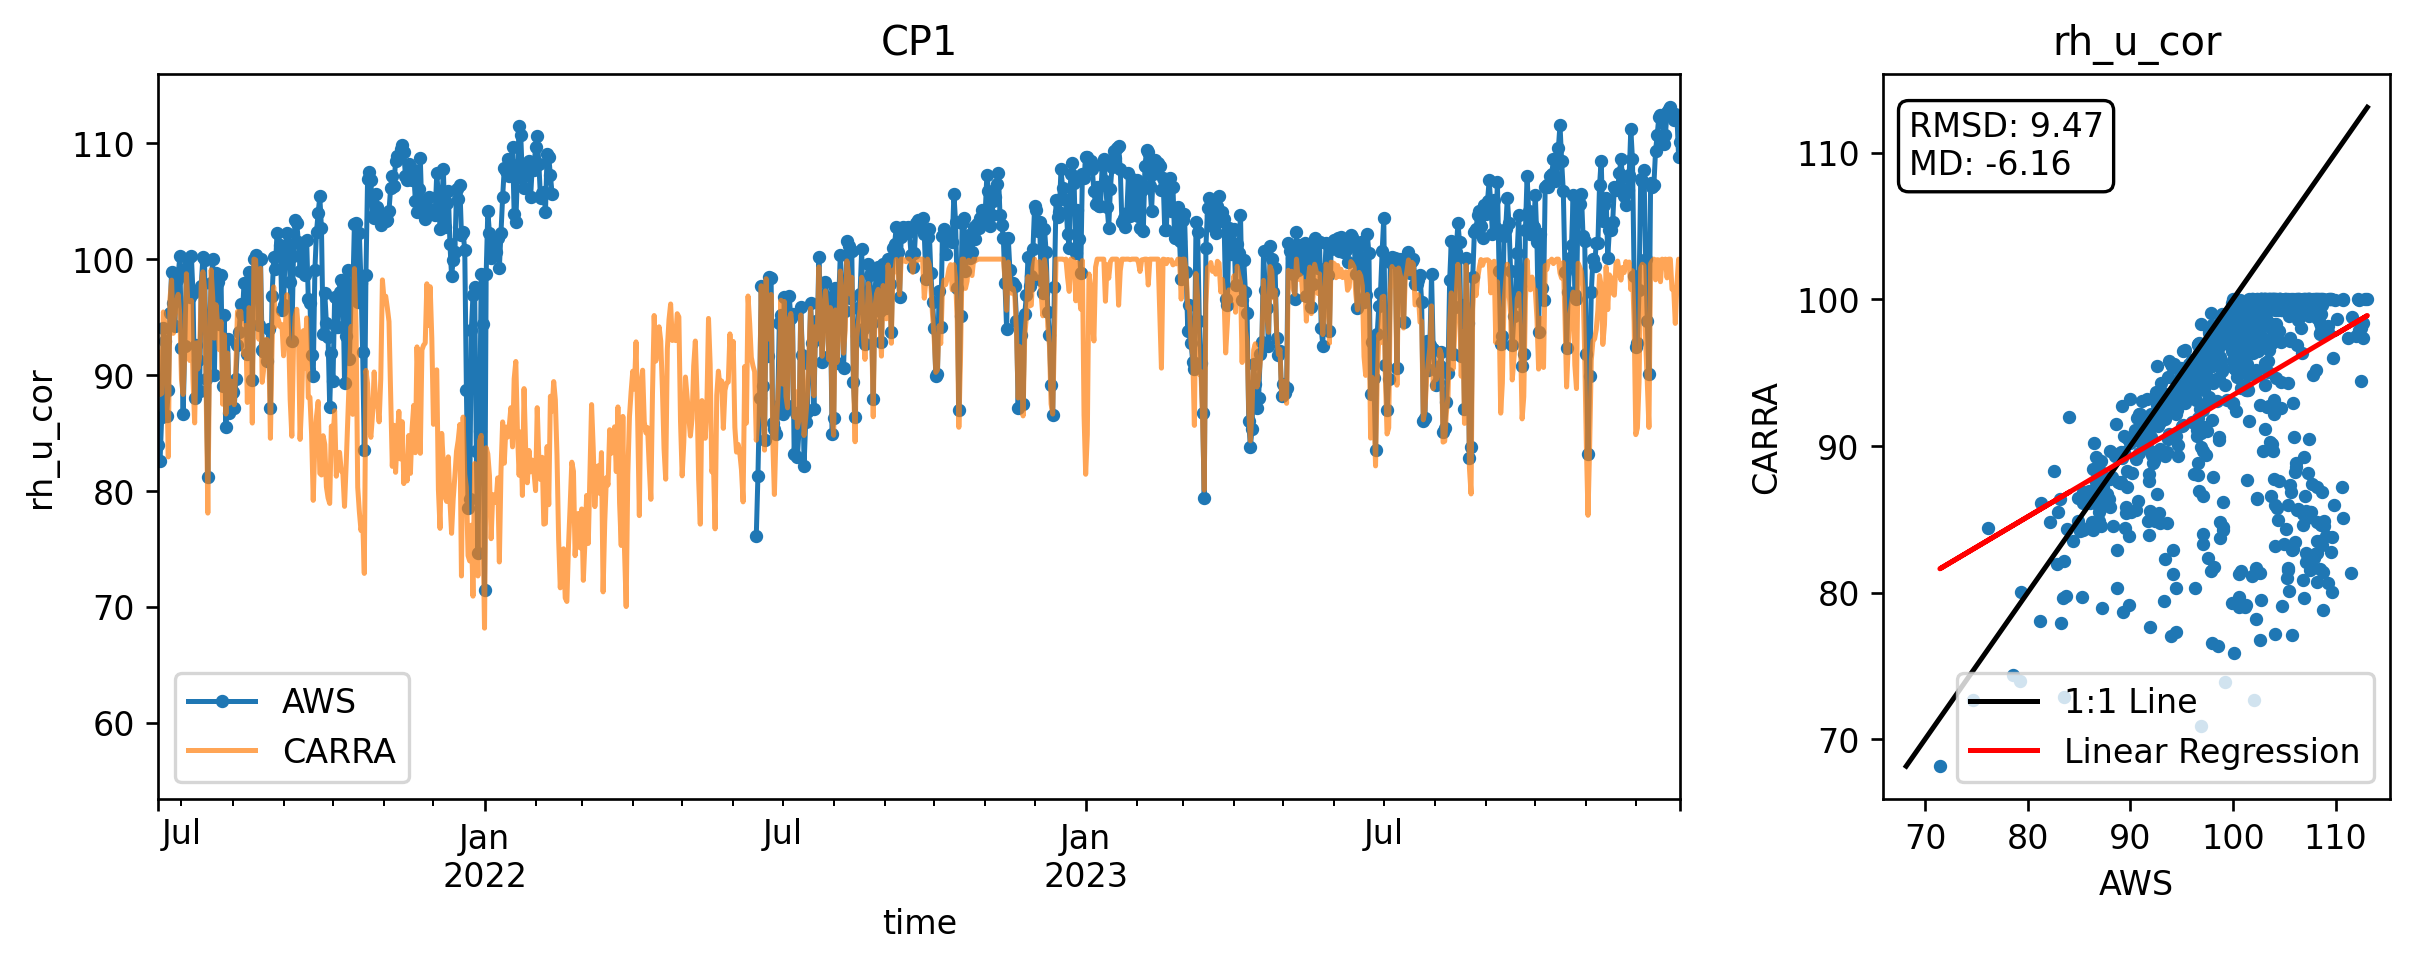 CP1
rh_u_cor
110
100
90
80
70
60
AWS
CARRA
Jul
Jan
2022
Jul
Jan
2023
Jul
time
rh_u_cor
RMSD: 9.47
MD: -6.16
CARRA
110
100
90
80
70
1:1 Line
Linear Regression
70
80
90
100
110
AWS